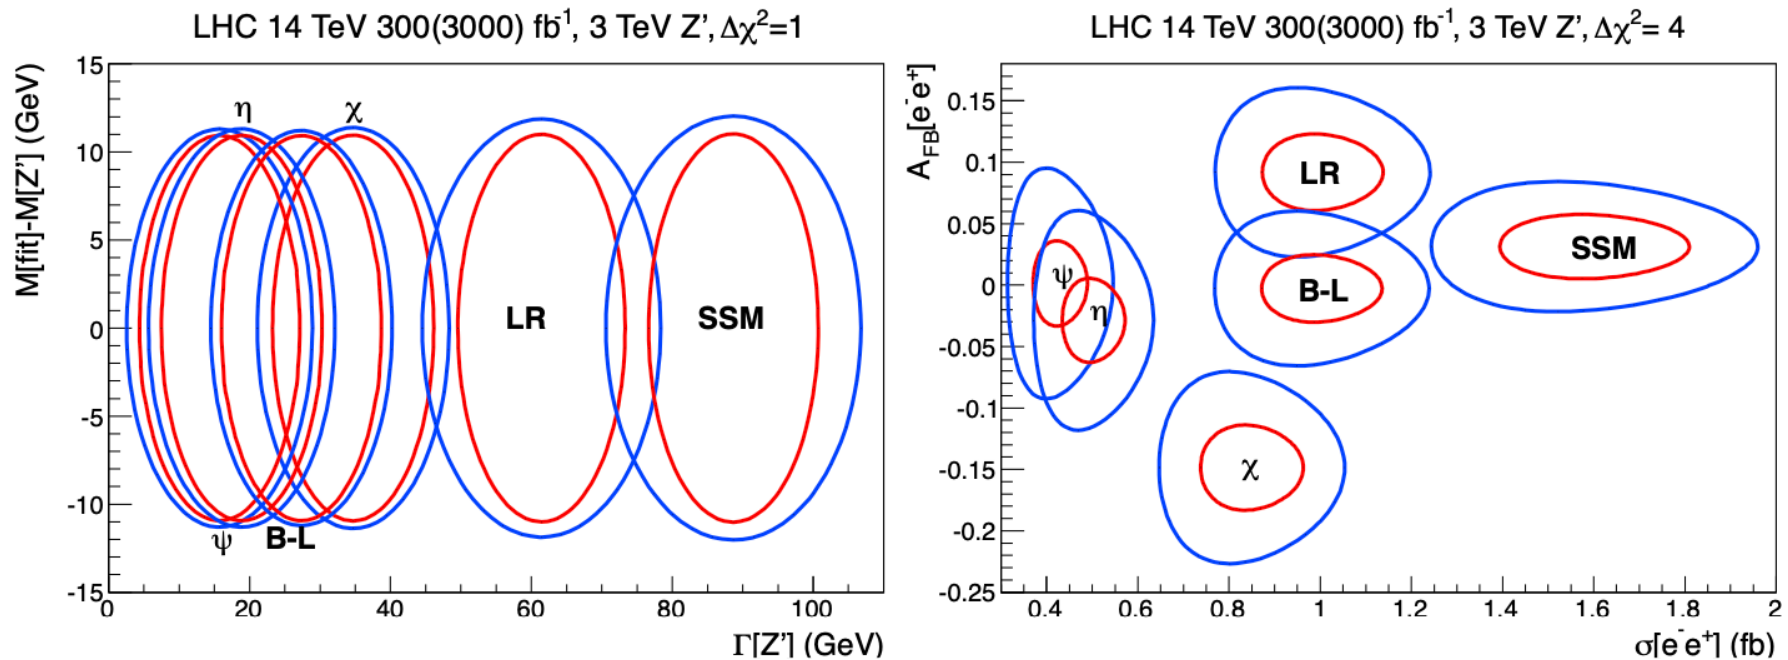 LHC 14 TeV 300(3000) fb⁻¹, 3 TeV Z', Δχ²=1
M[fit]-M[Z'] (GeV)
15
10
5
0
-5
-10
-15
η
χ
LR
SSM
ψ
B-L
0
20
40
60
80
100
Γ[Z'] (GeV)
LHC 14 TeV 300(3000) fb⁻¹, 3 TeV Z', Δχ²= 4
A_FB[e⁻e⁺]
0.15
0.1
0.05
0
-0.05
-0.1
-0.15
-0.2
-0.25
LR
SSM
ψ
B-L
η
χ
0.4
0.6
0.8
1
1.2
1.4
1.6
1.8
2
σ[e⁻e⁺] (fb)